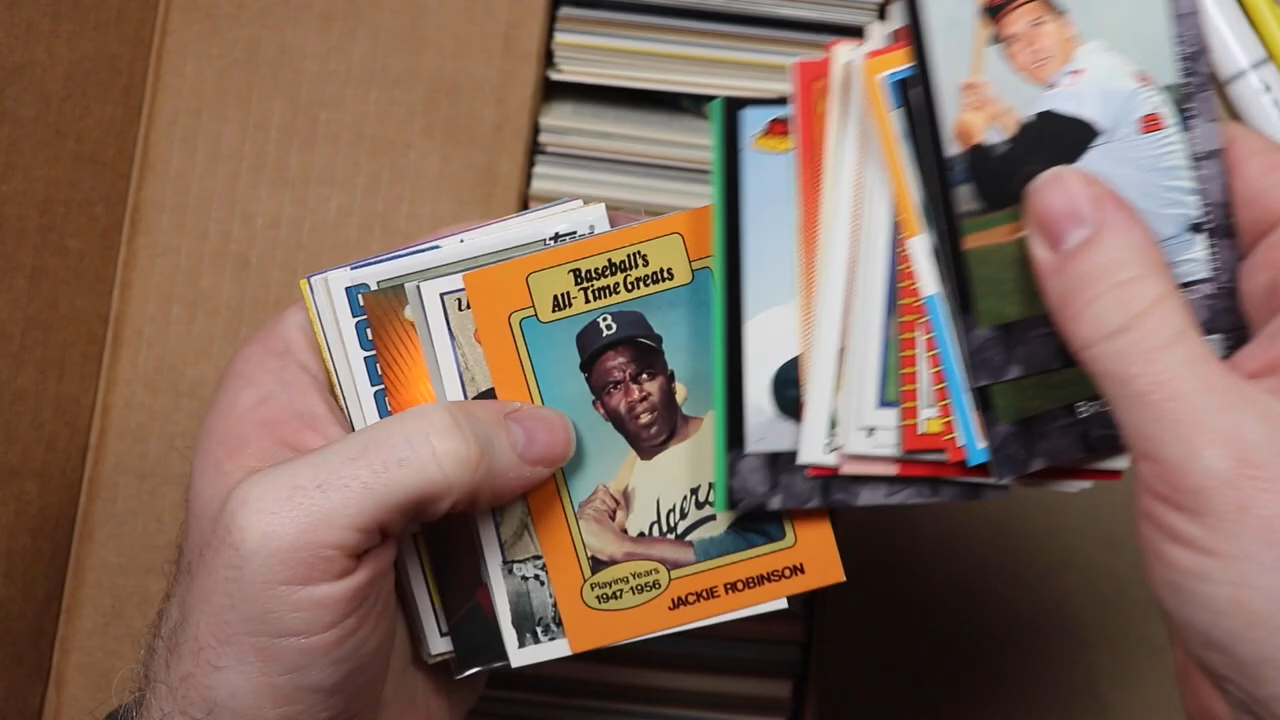 Baseball's
All-Time Greats
B
Dodgers
Playing Years
1947-1956
JACKIE ROBINSON